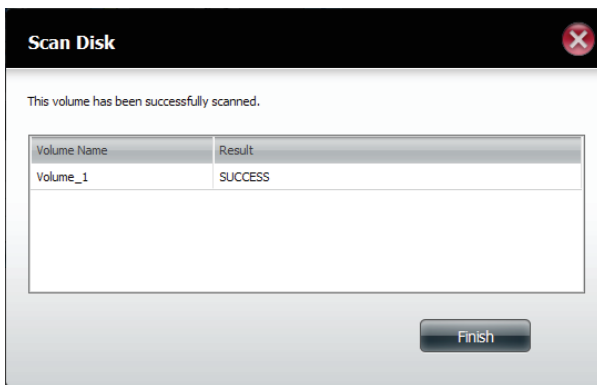 Scan Disk
This volume has been successfully scanned.
Volume Name Result
Volume_1 SUCCESS
Finish